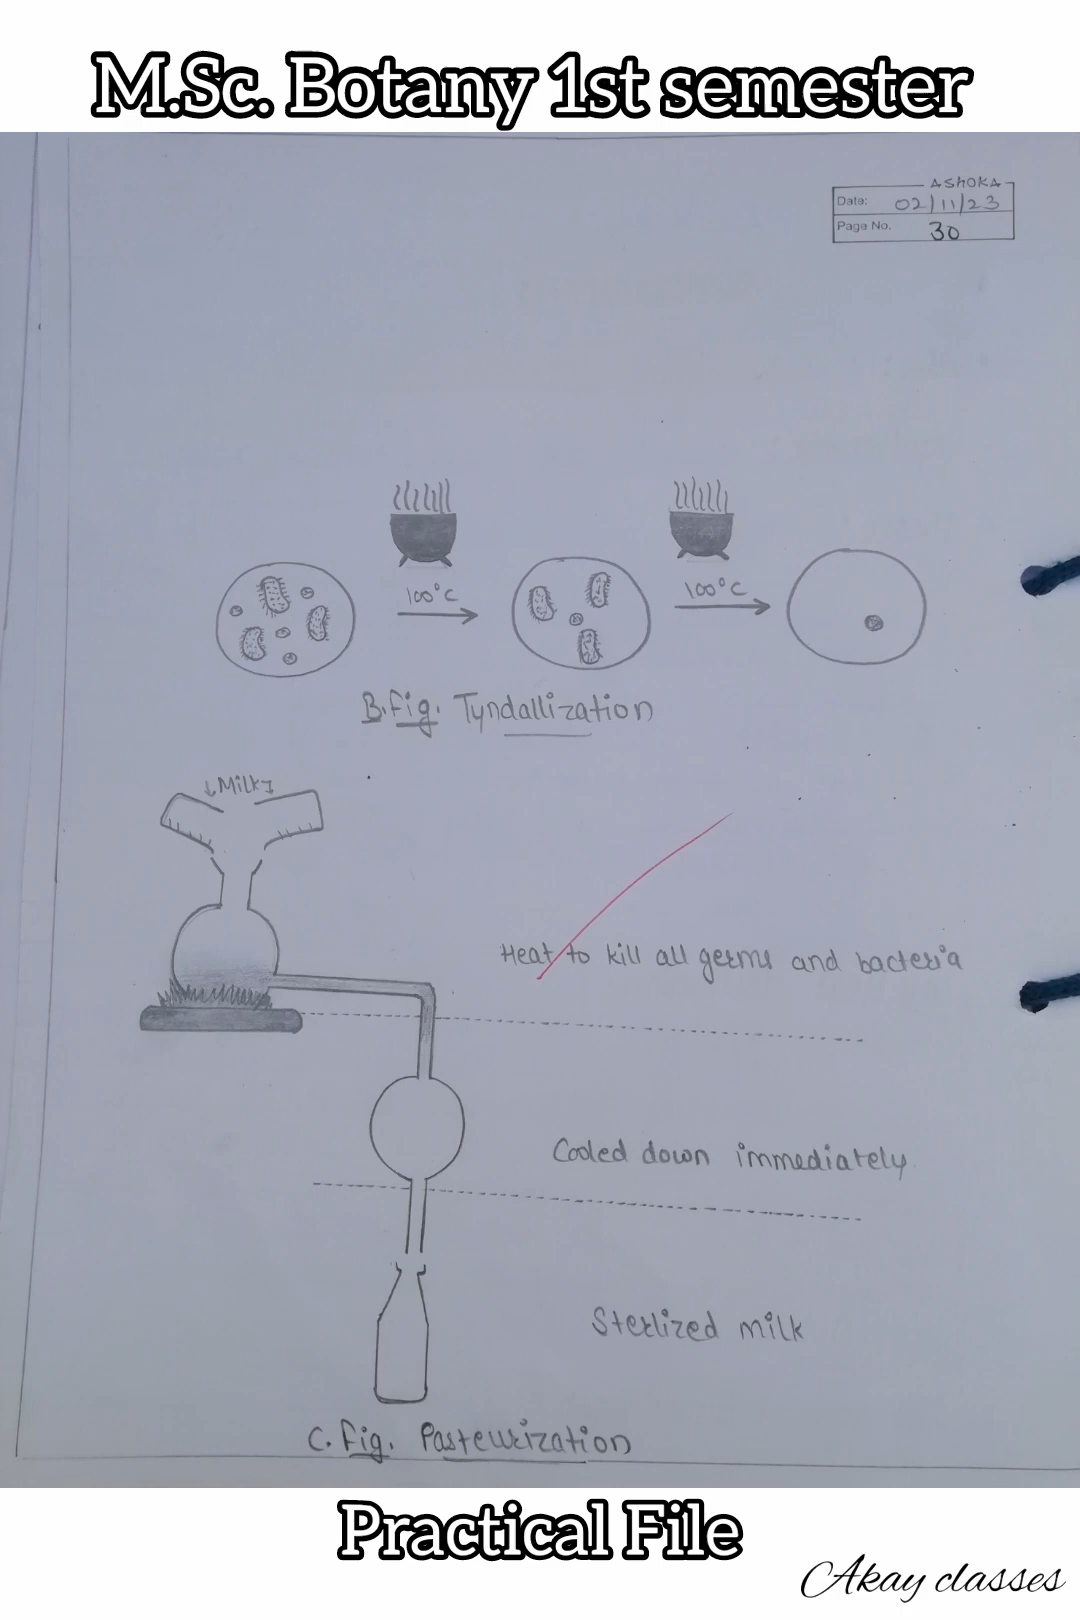 M.Sc. Botany 1st semester
ASHOKA
Date: 02/11/23
Page No. 30
100°C
100°C
B. fig. Tyndallization
↓Milk↓
Heat to kill all germs and bacteria
Cooled down immediately
Sterlized milk
C. fig. Pasteurization
Practical File
Akay classes